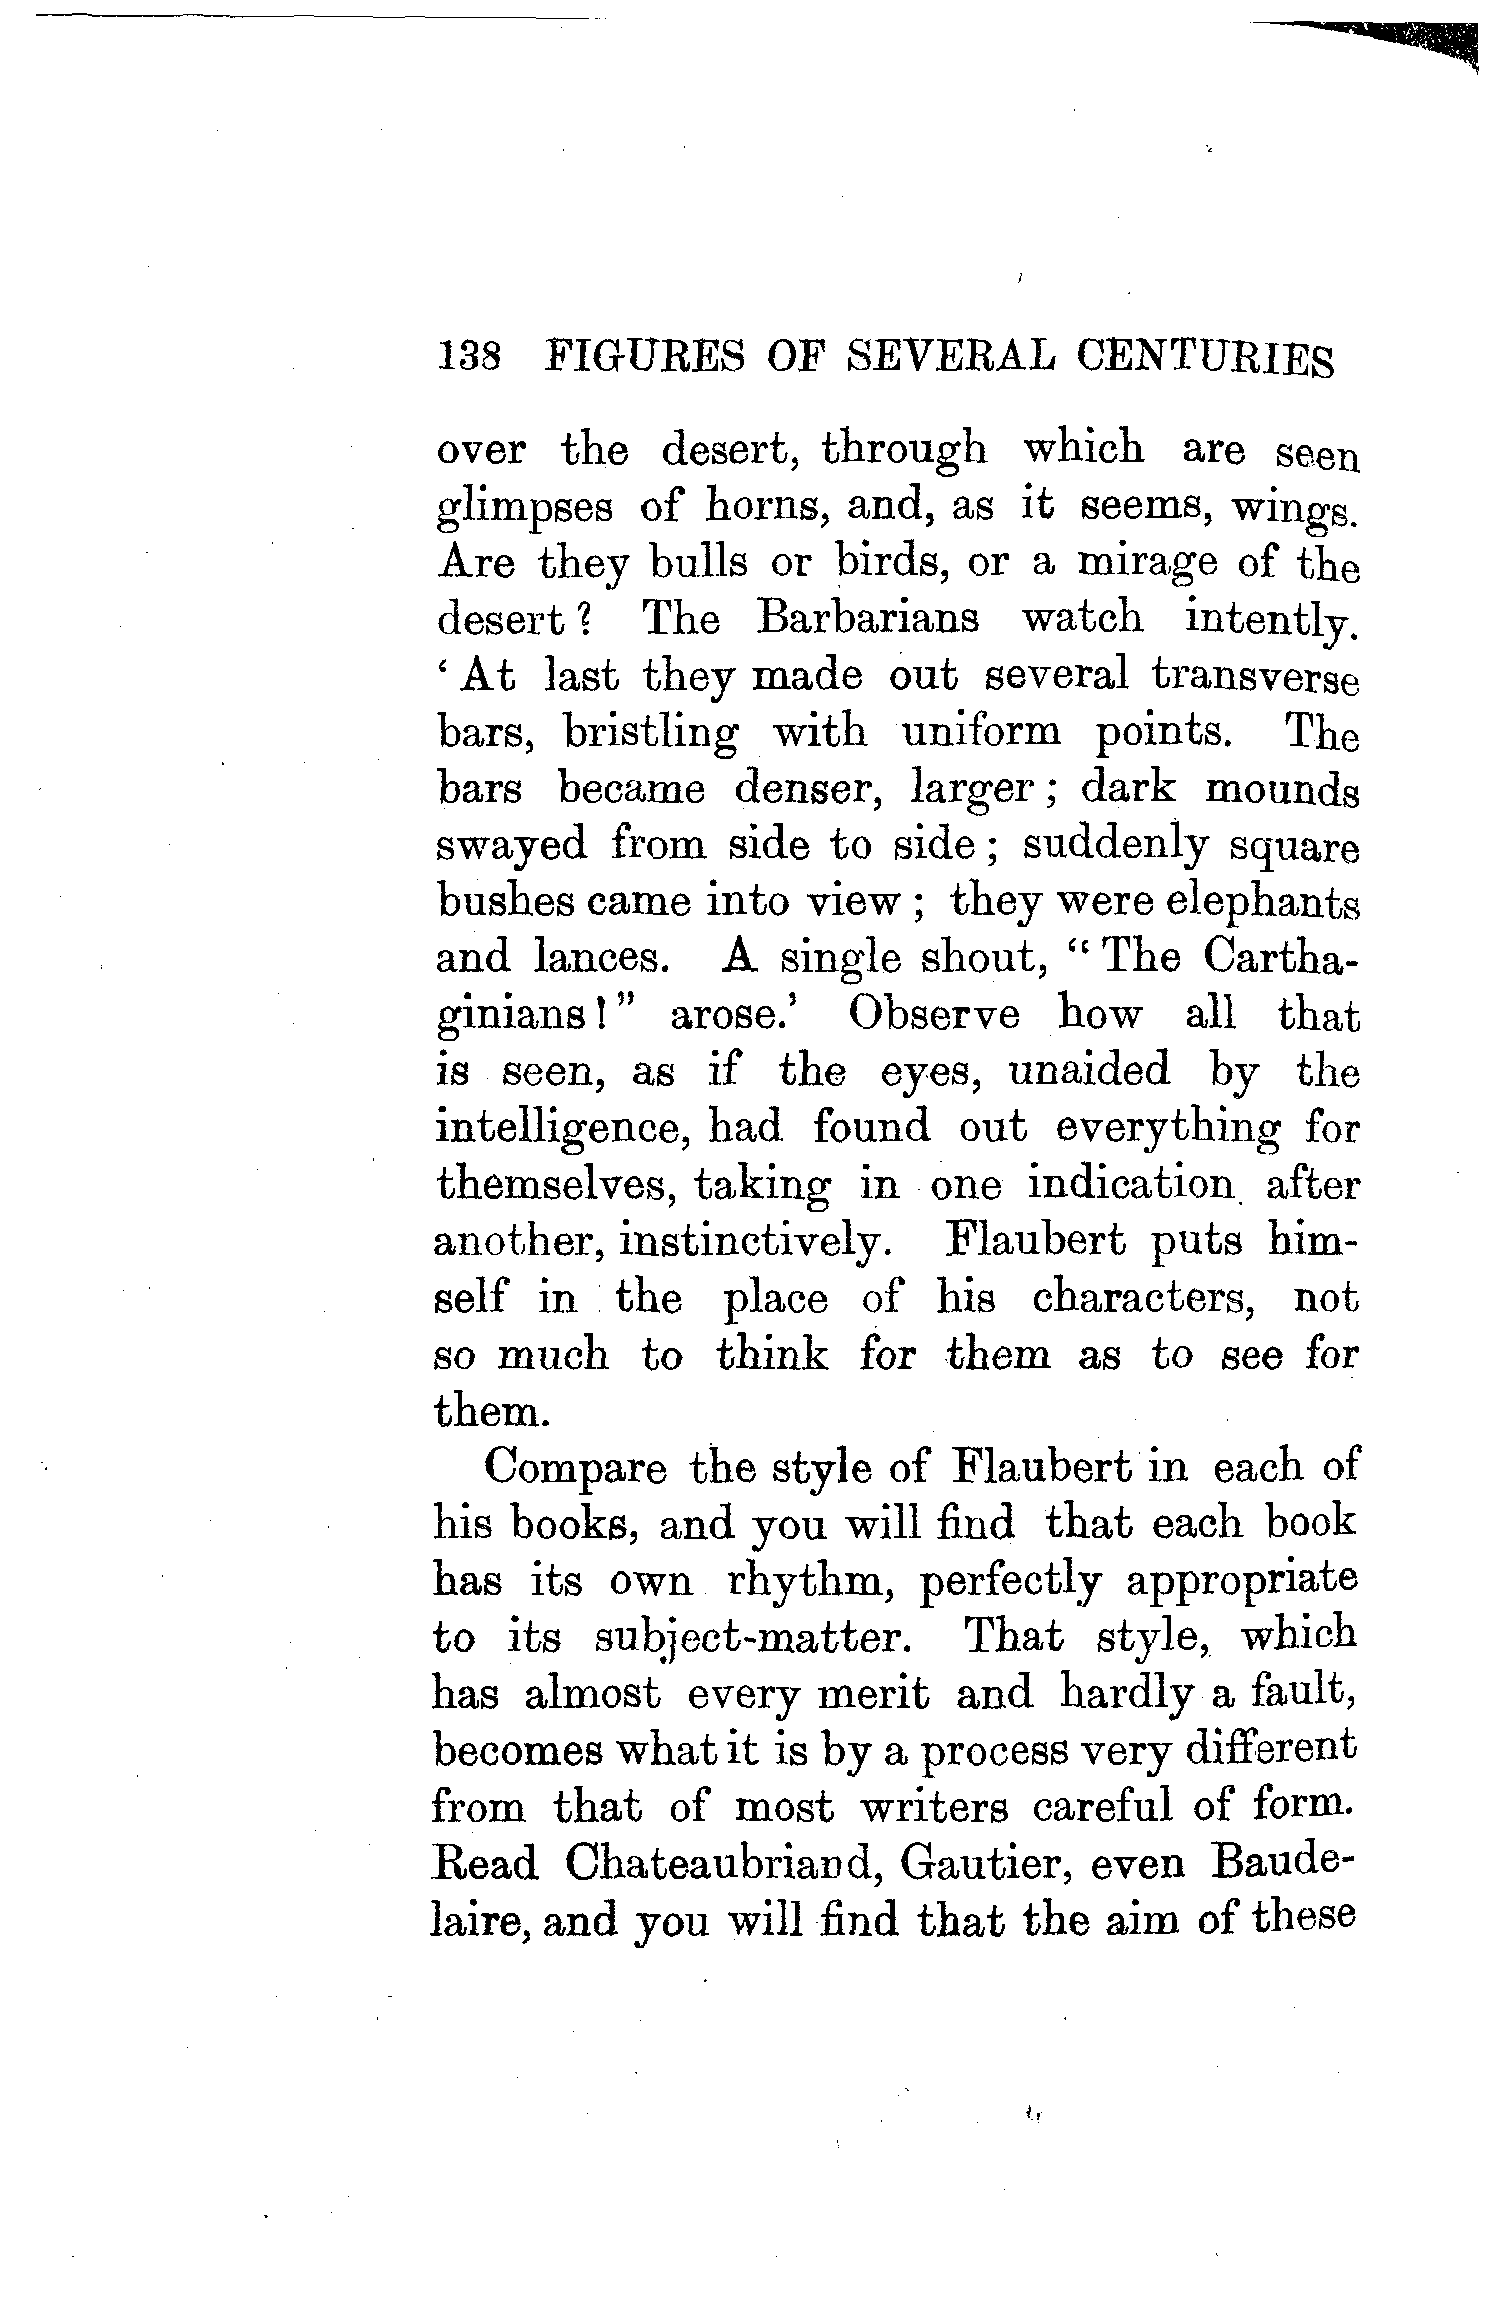 138 FIGURES OF SEVERAL CENTURIES
over the desert, through which are seen
glimpses of horns, and, as it seems, wings.
Are they bulls or birds, or a mirage of the
desert? The Barbarians watch intently.
‘At last they made out several transverse
bars, bristling with uniform points. The
bars became denser, larger; dark mounds
swayed from side to side; suddenly square
bushes came into view; they were elephants
and lances. A single shout, “The Cartha-
ginians!” arose.’ Observe how all that
is seen, as if the eyes, unaided by the
intelligence, had found out everything for
themselves, taking in one indication after
another, instinctively. Flaubert puts him-
self in the place of his characters, not
so much to think for them as to see for
them.
Compare the style of Flaubert in each of
his books, and you will find that each book
has its own rhythm, perfectly appropriate
to its subject-matter. That style, which
has almost every merit and hardly a fault,
becomes what it is by a process very different
from that of most writers careful of form.
Read Chateaubriand, Gautier, even Baude-
laire, and you will find that the aim of these